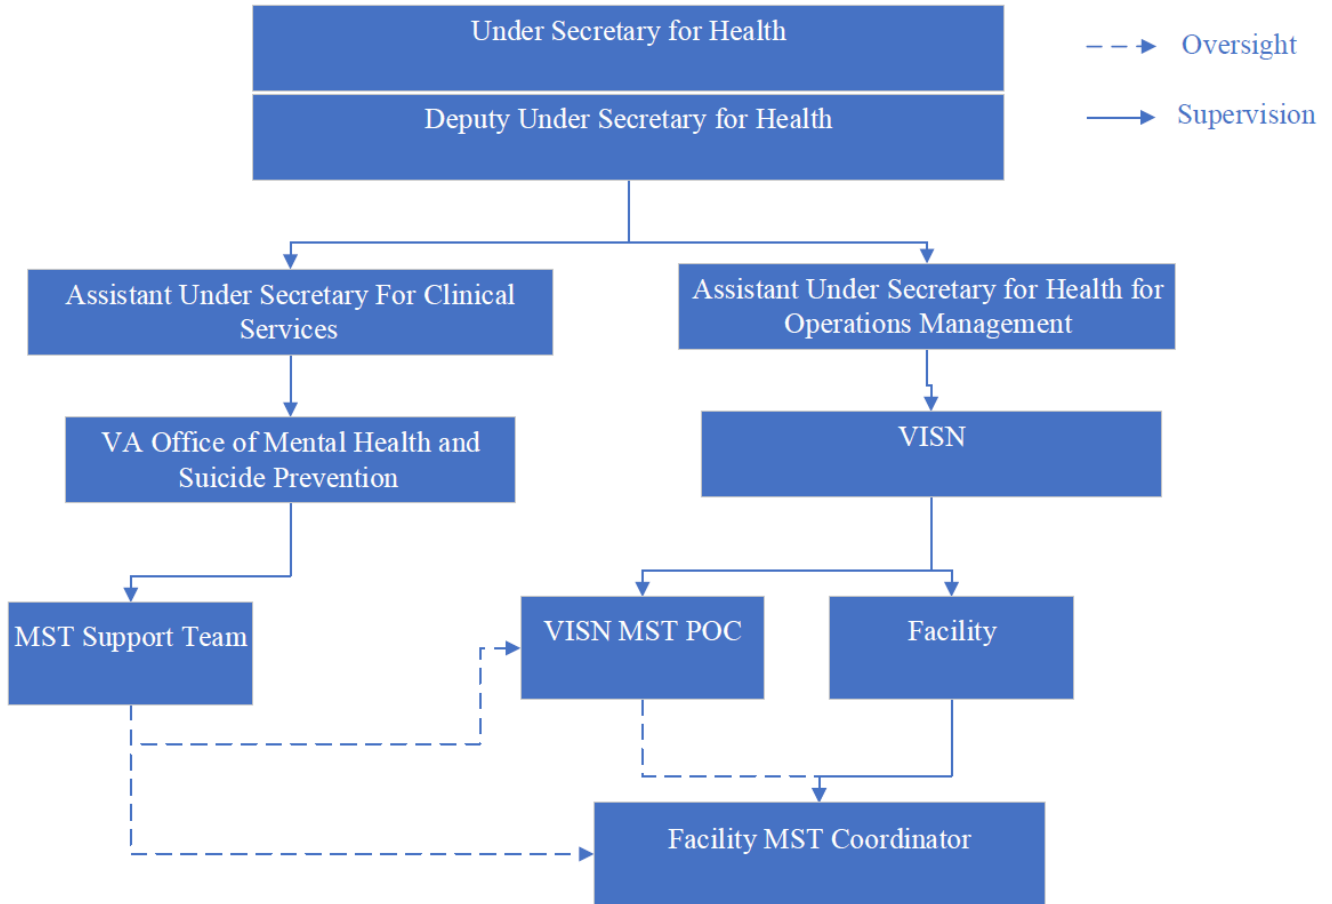 Under Secretary for Health
Oversight
Deputy Under Secretary for Health
Supervision
Assistant Under Secretary For Clinical
Services
Assistant Under Secretary for Health for
Operations Management
VA Office of Mental Health and
Suicide Prevention
VISN
MST Support Team
VISN MST POC
Facility
Facility MST Coordinator